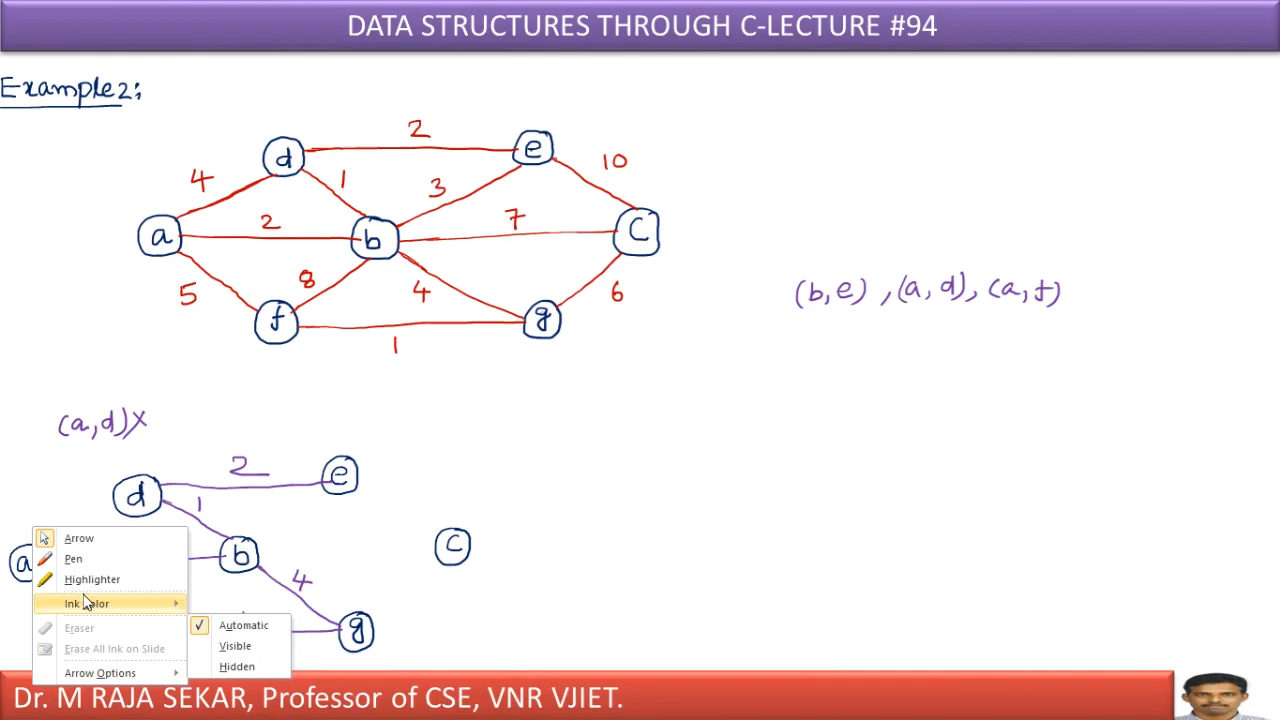 DATA STRUCTURES THROUGH C-LECTURE #94
Example2:
2
d
e
10
4
1
3
a
2
b
7
C
5
8
4
6
f
g
1
(b,e) ,(a,d), (a,f)
(a,d)X
2
d
e
1
a
b
C
4
g
Arrow
Pen
Highlighter
Ink Color
Eraser
Erase All Ink on Slide
Arrow Options
Automatic
Visible
Hidden
Dr. M RAJA SEKAR, Professor of CSE, VNR VJIET.